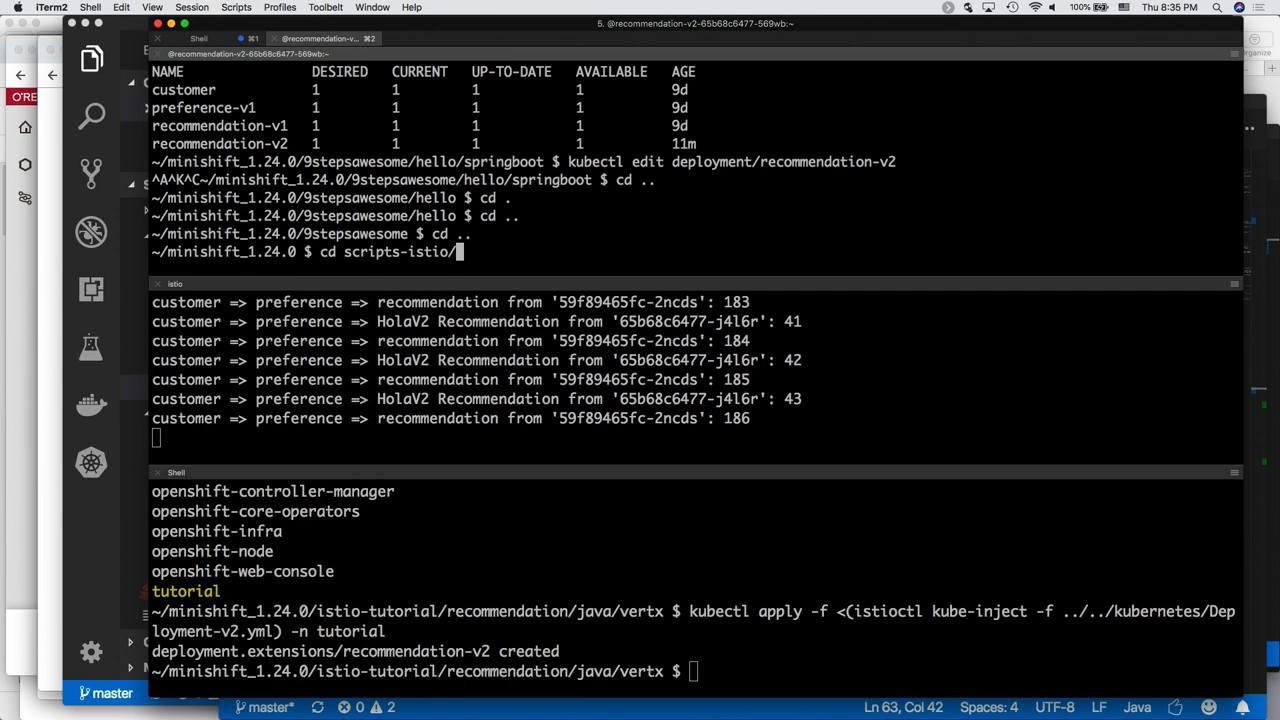 iTerm2 Shell Edit View Session Scripts Profiles Toolbelt Window Help
100% Thu 8:35 PM
5. @recommendation-v2-65b68c6477-569wb:~
Shell ⌘1 @recommendation-v... ⌘2
@recommendation-v2-65b68c6477-569wb:~
NAME DESIRED CURRENT UP-TO-DATE AVAILABLE AGE
customer 1 1 1 1 9d
preference-v1 1 1 1 1 9d
recommendation-v1 1 1 1 1 9d
recommendation-v2 1 1 1 1 11m
~/minishift_1.24.0/9stepsawesome/hello/springboot $ kubectl edit deployment/recommendation-v2
^A^K^C~/minishift_1.24.0/9stepsawesome/hello/springboot $ cd ..
~/minishift_1.24.0/9stepsawesome/hello $ cd .
~/minishift_1.24.0/9stepsawesome/hello $ cd ..
~/minishift_1.24.0/9stepsawesome $ cd ..
~/minishift_1.24.0 $ cd scripts-istio/
istio
customer => preference => recommendation from '59f89465fc-2ncds': 183
customer => preference => HolaV2 Recommendation from '65b68c6477-j4l6r': 41
customer => preference => recommendation from '59f89465fc-2ncds': 184
customer => preference => HolaV2 Recommendation from '65b68c6477-j4l6r': 42
customer => preference => recommendation from '59f89465fc-2ncds': 185
customer => preference => HolaV2 Recommendation from '65b68c6477-j4l6r': 43
customer => preference => recommendation from '59f89465fc-2ncds': 186
Shell
openshift-controller-manager
openshift-core-operators
openshift-infra
openshift-node
openshift-web-console
tutorial
~/minishift_1.24.0/istio-tutorial/recommendation/java/vertx $ kubectl apply -f <(istioctl kube-inject -f ../../kubernetes/Dep
loyment-v2.yml) -n tutorial
deployment.extensions/recommendation-v2 created
~/minishift_1.24.0/istio-tutorial/recommendation/java/vertx $
master
master* 0 2 Ln 63, Col 42 Spaces: 4 UTF-8 LF Java